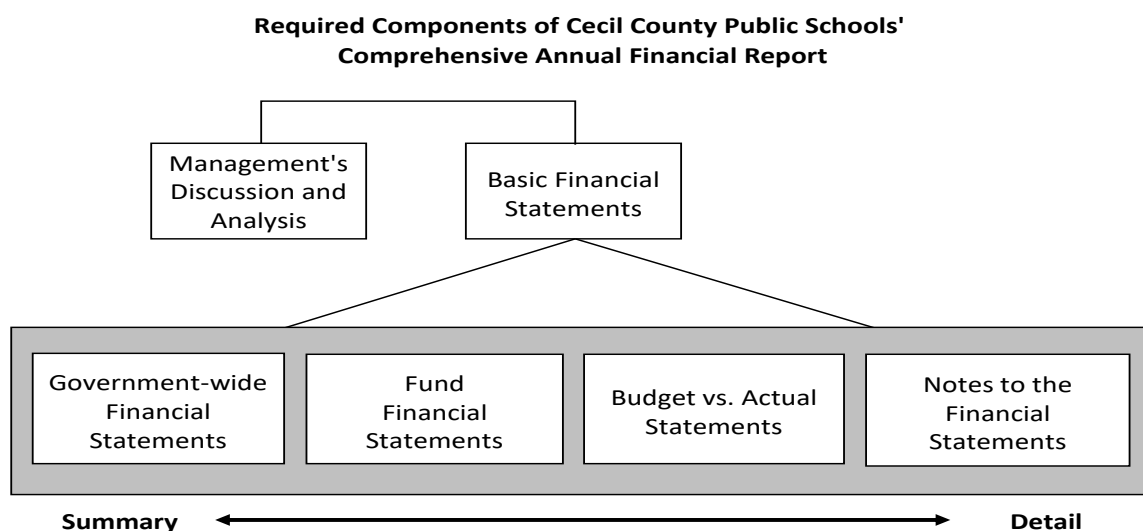 Required Components of Cecil County Public Schools'
Comprehensive Annual Financial Report
Management's
Discussion and
Analysis
Basic Financial
Statements
Government-wide
Financial
Statements
Fund
Financial
Statements
Budget vs. Actual
Statements
Notes to the
Financial
Statements
Summary
Detail